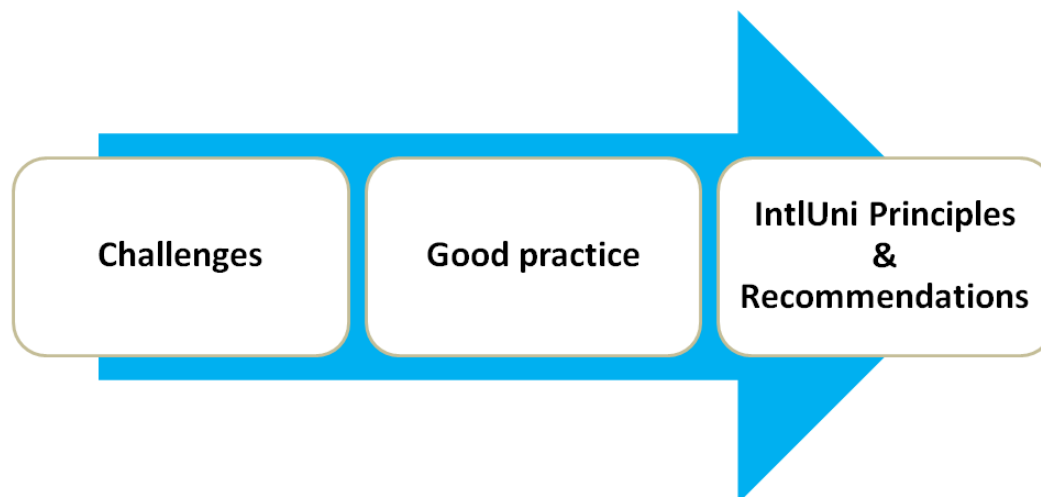 Challenges
Good practice
IntlUni Principles
&
Recommendations